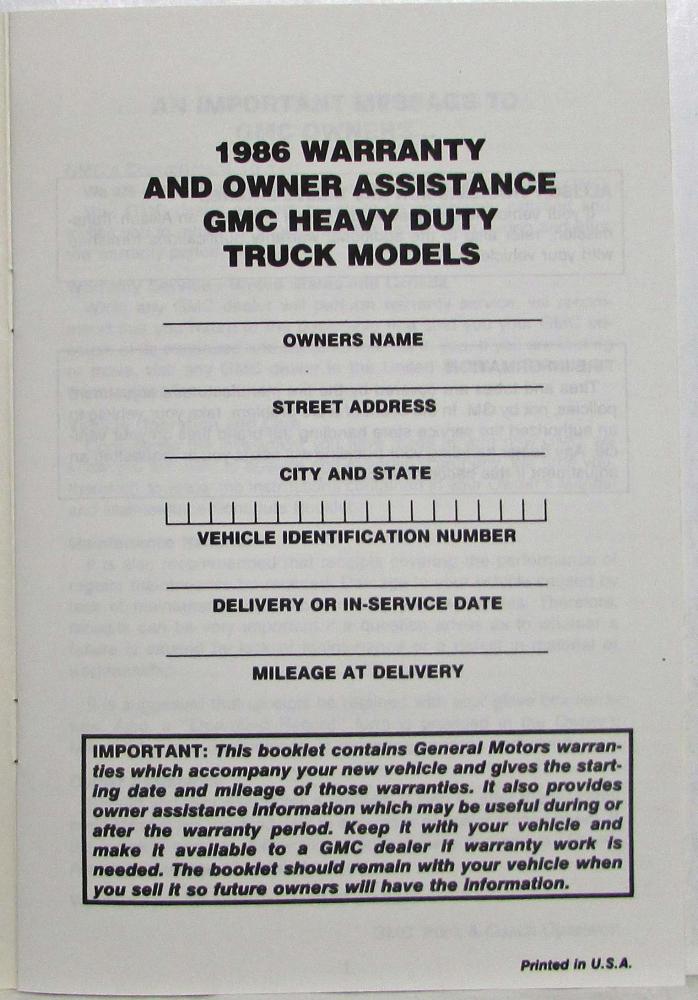 1986 WARRANTY
AND OWNER ASSISTANCE
GMC HEAVY DUTY
TRUCK MODELS
OWNERS NAME
STREET ADDRESS
CITY AND STATE
VEHICLE IDENTIFICATION NUMBER
DELIVERY OR IN-SERVICE DATE
MILEAGE AT DELIVERY
IMPORTANT: This booklet contains General Motors warran-
ties which accompany your new vehicle and gives the start-
ing date and mileage of those warranties. It also provides
owner assistance information which may be useful during or
after the warranty period. Keep it with your vehicle and
make it available to a GMC dealer if warranty work is
needed. The booklet should remain with your vehicle when
you sell it so future owners will have the information.
Printed in U.S.A.